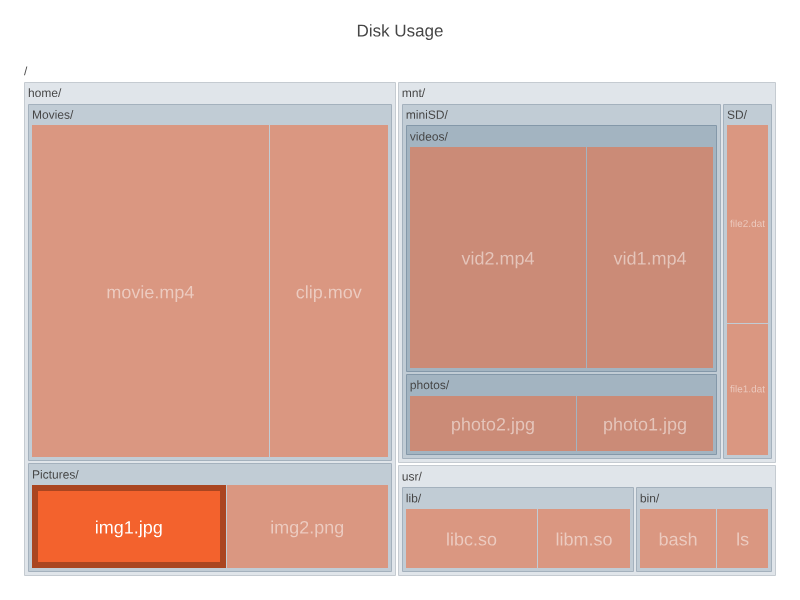 Disk Usage
/
home/
Movies/
movie.mp4
clip.mov
Pictures/
img1.jpg
img2.png
mnt/
miniSD/
videos/
vid2.mp4
vid1.mp4
photos/
photo2.jpg
photo1.jpg
SD/
file2.dat
file1.dat
usr/
lib/
libc.so
libm.so
bin/
bash
ls